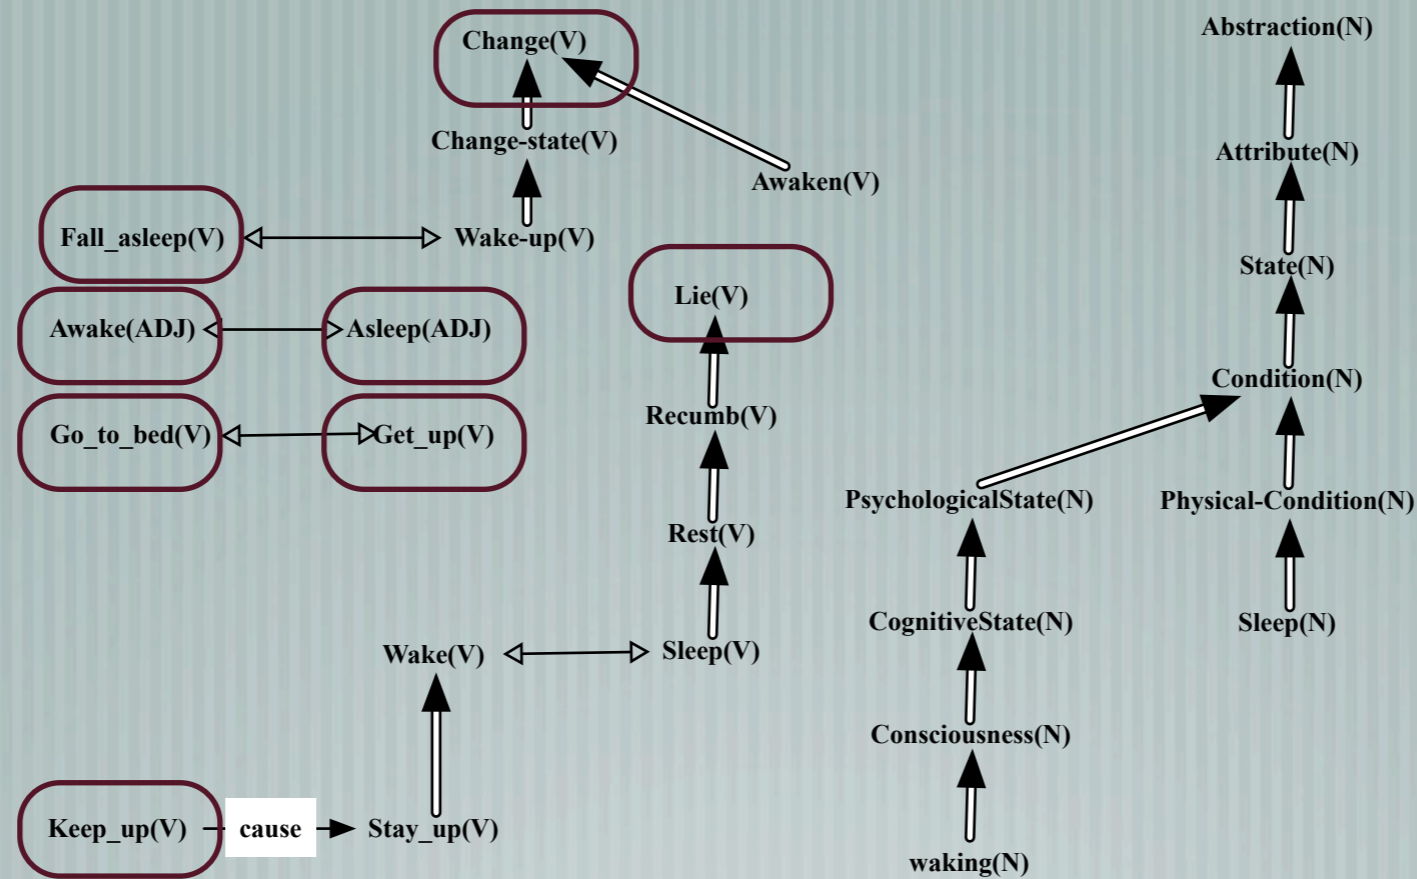 Change(V)
Abstraction(N)
Change-state(V)
Attribute(N)
Awaken(V)
Fall_asleep(V)
Wake-up(V)
State(N)
Lie(V)
Awake(ADJ)
Asleep(ADJ)
Condition(N)
Recumb(V)
Go_to_bed(V)
Get_up(V)
PsychologicalState(N)
Physical-Condition(N)
Rest(V)
CognitiveState(N)
Sleep(N)
Wake(V)
Sleep(V)
Consciousness(N)
Keep_up(V)
cause
Stay_up(V)
waking(N)